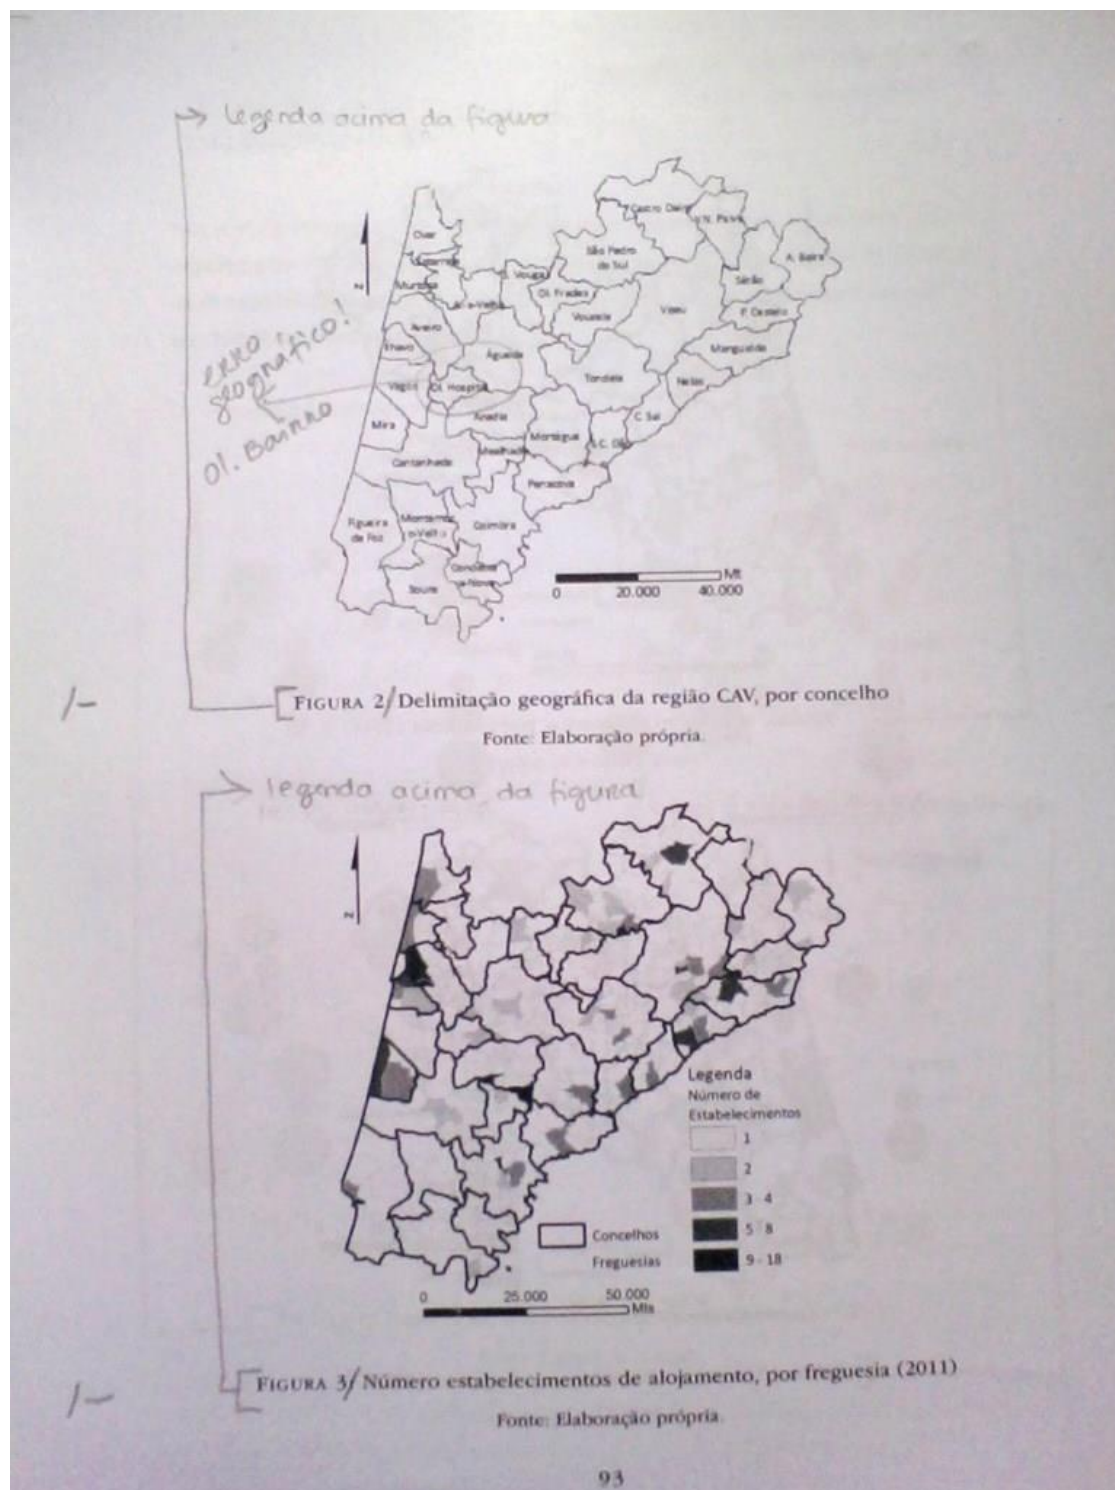 legenda acima da figura
Castro Daire
V.N. Paiva
Ovar
São Pedro
do Sul
A. Beira
Estarreja
Sátão
Murtosa
Vouga
Ol. Frades
A.-a-Velha
Vouzela
Viseu
P. Castelo
erro
geográfico!
Aveiro
Ílhavo
Águeda
Mangualde
Vagos
Ol. Hospital
Tondela
Nelas
Ol. Bairro
Mira
Anadia
C. Sal
Mortágua
S.C. Dão
Mealhada
Cantanhede
Penacova
Figueira
da Foz
Montemor
-o-Velho
Coimbra
Condeixa
-a-Nova
Soure
N
Mt
0 20.000 40.000
/-
FIGURA 2/Delimitação geográfica da região CAV, por concelho
Fonte: Elaboração própria.
legenda acima da figura
N
Legenda
Número de
Estabelecimentos
1
2
3 - 4
5 - 8
9 - 18
Concelhos
Freguesias
0 25.000 50.000
Mts
/-
FIGURA 3/ Número estabelecimentos de alojamento, por freguesia (2011)
Fonte: Elaboração própria.
93